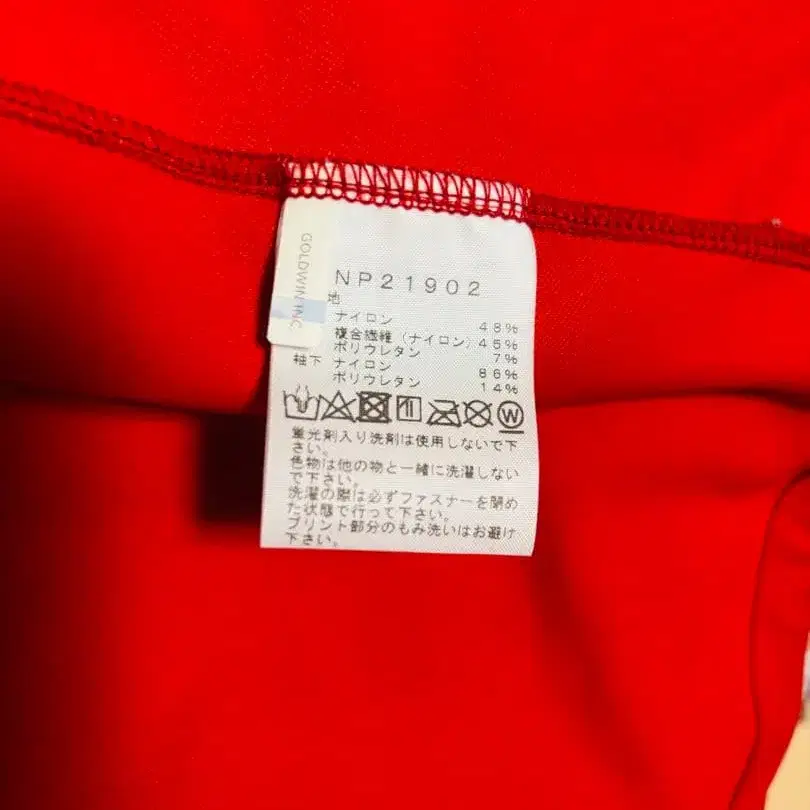 GOLDWIN INC
NP21902
地
ナイロン 48%
複合繊維(ナイロン) 45%
ポリウレタン 7%
袖下 ナイロン 86%
ポリウレタン 14%
W
蛍光剤入り洗剤は使用しないで下
さい。
色物は他の物と一緒に洗濯しない
で下さい。
洗濯の際は必ずファスナーを閉め
た状態で行って下さい。
プリント部分のもみ洗いはお避け
下さい。